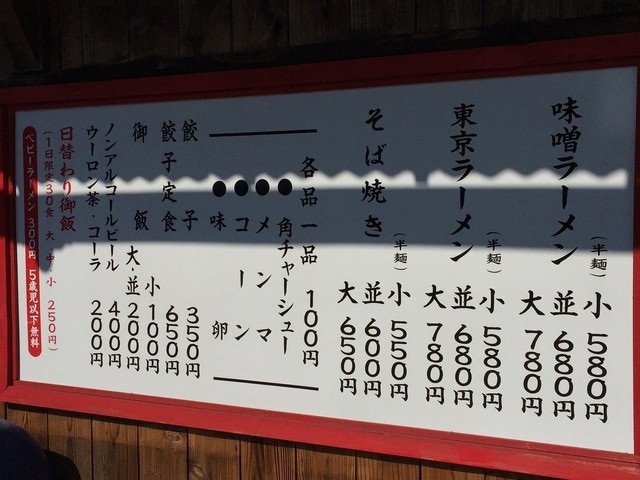 味噌ラーメン
(半麺) 小 580円
並 680円
大 780円
東京ラーメン
(半麺) 小 580円
並 680円
大 780円
そば焼き
(半麺) 小 550円
並 600円
大 650円
各品一品 100円
●角チャーシュー
●メンマ
●コーン
●味卵
餃子 350円
餃子定食 650円
御飯 小 100円
大・並 200円
ノンアルコールビール 400円
ウーロン茶・コーラ 200円
日替わり御飯
(1日限定30食 大・中・小 250円)
ベビーラーメン 300円 5歳児以下無料